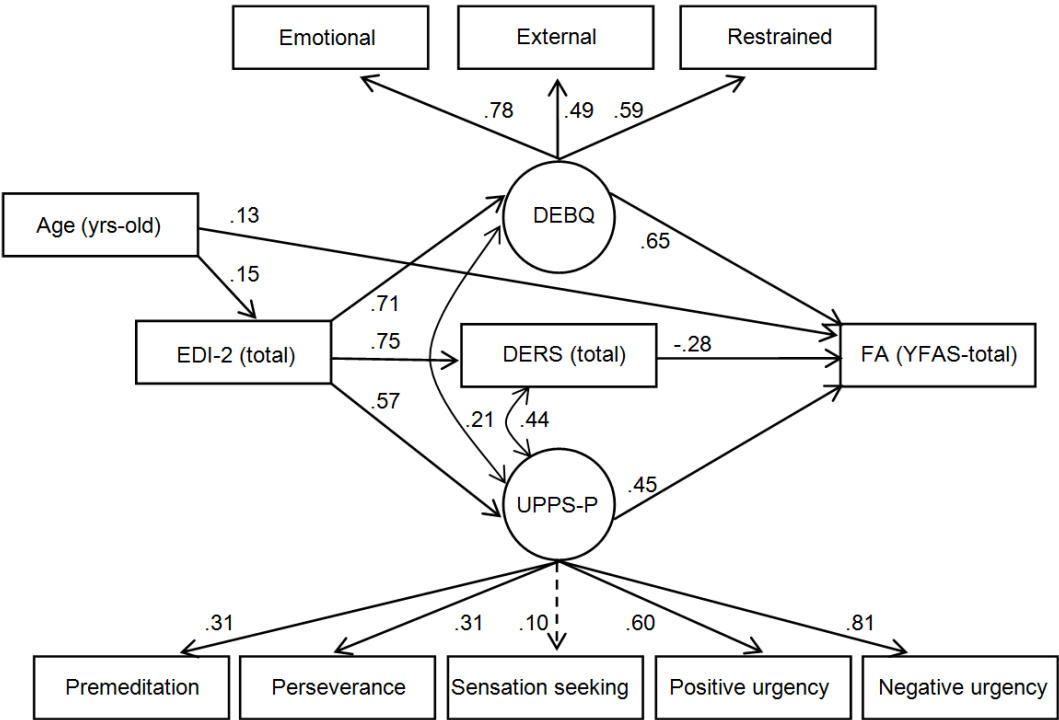 Emotional
External
Restrained
.78
.49
.59
Age (yrs-old)
.13
DEBQ
.65
.15
.71
EDI-2 (total)
.75
DERS (total)
-.28
FA (YFAS-total)
.57
.21
.44
UPPS-P
.45
.31
.31
.10
.60
.81
Premeditation
Perseverance
Sensation seeking
Positive urgency
Negative urgency